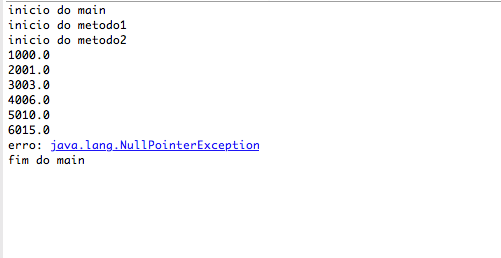 inicio do main
inicio do metodo1
inicio do metodo2
1000.0
2001.0
3003.0
4006.0
5010.0
6015.0
erro: java.lang.NullPointerException
fim do main